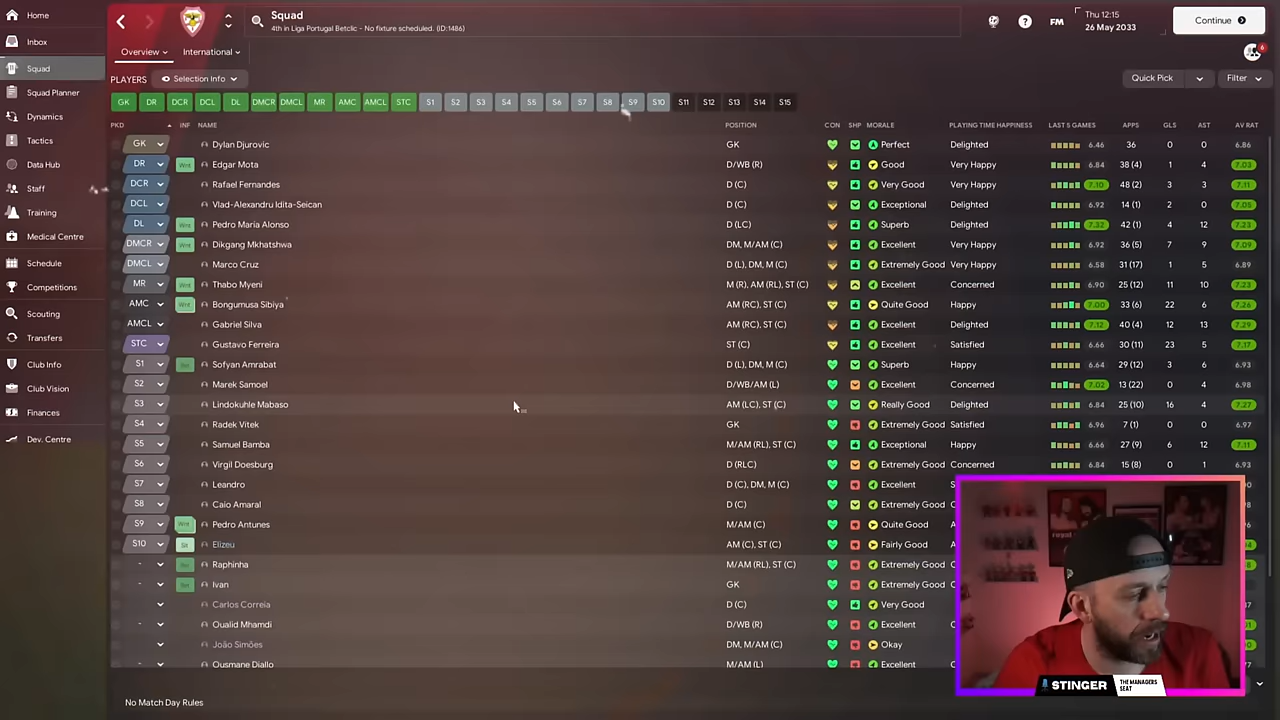 Home
Inbox
Squad
Squad Planner
Dynamics
Tactics
Data Hub
Staff
Training
Medical Centre
Schedule
Competitions
Scouting
Transfers
Club Info
Club Vision
Finances
Dev. Centre
Squad
4th in Liga Portugal Betclic - No fixture scheduled. (ID:1486)
FM
Thu 12:15
26 May 2033
Continue
Overview International
6
PLAYERS Selection Info Quick Pick Filter
GK DR DCR DCL DL DMCR DMCL MR AMC AMCL STC S1 S2 S3 S4 S5 S6 S7 S8 S9 S10 S11 S12 S13 S14 S15
PKD INF NAME POSITION CON SHP MORALE PLAYING TIME HAPPINESS LAST 5 GAMES APPS GLS AST AV RAT
GK Dylan Djurovic GK Perfect Delighted 6.46 36 0 0 6.86
DR Wnt Edgar Mota D/WB (R) Good Very Happy 6.84 38 (4) 1 4 7.03
DCR Rafael Fernandes D (C) Very Good Very Happy 7.10 48 (2) 3 3 7.11
DCL Vlad-Alexandru Idita-Seican D (C) Exceptional Delighted 6.92 14 (1) 2 0 7.05
DL Wnt Pedro Maria Alonso D (LC) Superb Delighted 7.32 42 (1) 4 12 7.23
DMCR Wnt Dikgang Mkhatshwa DM, M/AM (C) Excellent Very Happy 6.92 36 (5) 7 9 7.09
DMCL Marco Cruz D (L), DM, M (C) Extremely Good Very Happy 6.58 31 (17) 1 5 6.89
MR Wnt Thabo Myeni M (R), AM (RL), ST (C) Excellent Concerned 6.90 25 (12) 11 10 7.23
AMC Wnt Bongumusa Sibiya AM (RC), ST (C) Quite Good Happy 7.00 33 (6) 22 6 7.26
AMCL Gabriel Silva AM (RC), ST (C) Excellent Delighted 7.12 40 (4) 12 13 7.29
STC Gustavo Ferreira ST (C) Excellent Satisfied 6.66 30 (11) 23 5 7.17
S1 Sofyan Amrabat D (L), DM, M (C) Superb Happy 6.64 29 (12) 3 6 6.93
S2 Marek Samoel D/WB/AM (L) Excellent Concerned 7.02 13 (22) 0 4 6.98
S3 Lindokuhle Mabaso AM (LC), ST (C) Really Good Delighted 6.84 25 (10) 16 4 7.27
S4 Radek Vitek GK Extremely Good Satisfied 6.96 7 (1) 0 0 6.97
S5 Samuel Bamba M/AM (RL), ST (C) Exceptional Happy 6.66 27 (9) 6 12 7.11
S6 Virgil Doesburg D (RLC) Extremely Good Concerned 6.84 15 (8) 0 1 6.93
S7 Leandro D (C), DM, M (C) Excellent
S8 Caio Amaral D (C) Extremely Good
S9 Wnt Pedro Antunes M/AM (C) Quite Good
S10 Slt Elizeu AM (C), ST (C) Fairly Good
- Raphinha M/AM (RL), ST (C) Extremely Good
- Ivan GK Extremely Good
Carlos Correia D (C) Very Good
- Oualid Mhamdi D/WB (R) Excellent
João Simões DM, M/AM (C) Okay
- Ousmane Diallo M/AM (L) Excellent
STINGER THE MANAGERS SEAT
No Match Day Rules